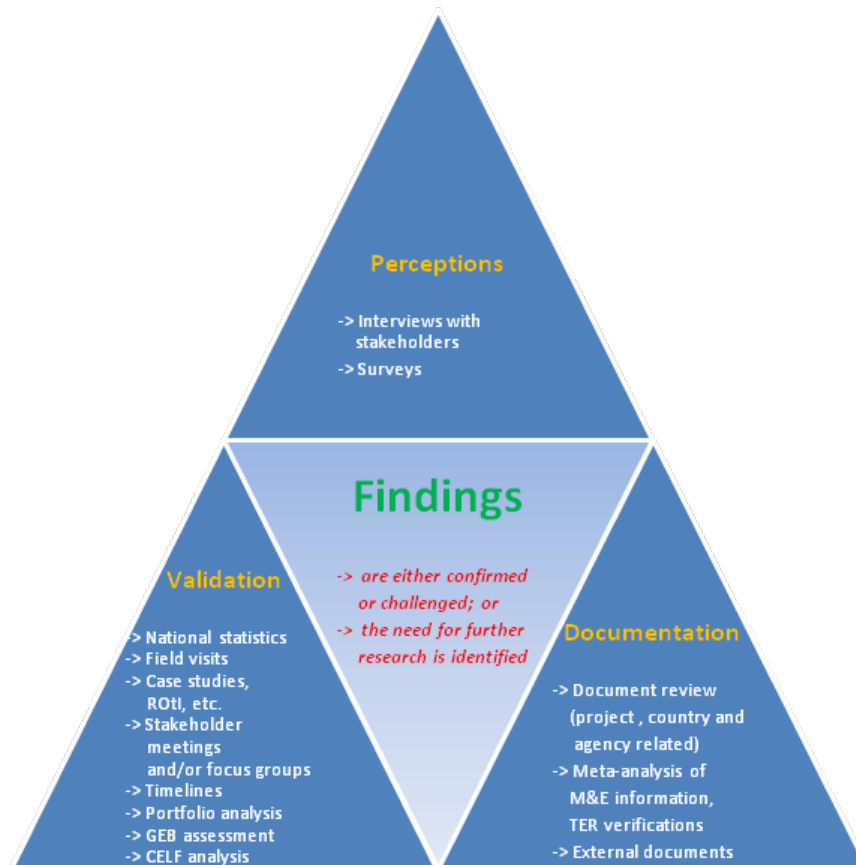 Perceptions
-> Interviews with
stakeholders
-> Surveys
Findings
-> are either confirmed
or challenged; or
-> the need for further
research is identified
Validation
-> National statistics
-> Field visits
-> Case studies,
ROtI, etc.
-> Stakeholder
meetings
and/or focus groups
-> Timelines
-> Portfolio analysis
-> GEB assessment
-> CELF analysis
Documentation
-> Document review
(project , country and
agency related)
-> Meta-analysis of
M&E information,
TER verifications
-> External documents